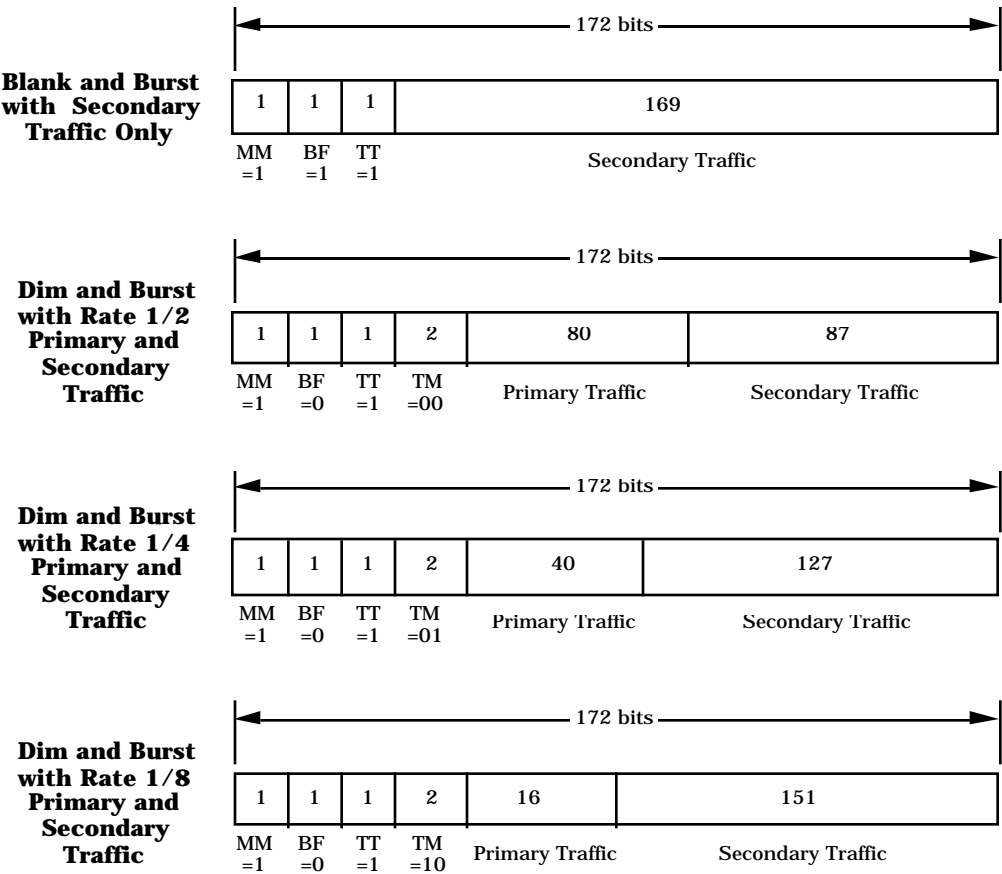 172 bits
Blank and Burst
with Secondary
Traffic Only
1 1 1 169
MM BF TT
=1 =1 =1
Secondary Traffic
172 bits
Dim and Burst
with Rate 1/2
Primary and
Secondary
Traffic
1 1 1 2 80 87
MM BF TT TM
=1 =0 =1 =00
Primary Traffic Secondary Traffic
172 bits
Dim and Burst
with Rate 1/4
Primary and
Secondary
Traffic
1 1 1 2 40 127
MM BF TT TM
=1 =0 =1 =01
Primary Traffic Secondary Traffic
172 bits
Dim and Burst
with Rate 1/8
Primary and
Secondary
Traffic
1 1 1 2 16 151
MM BF TT TM
=1 =0 =1 =10
Primary Traffic Secondary Traffic